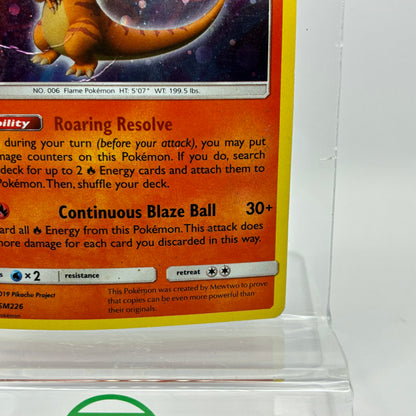 NO. 006 Flame Pokémon HT: 5'07" WT: 199.5 lbs.
bility Roaring Resolve
during your turn (before your attack), you may put
mage counters on this Pokémon. If you do, search
deck for up to 2 Energy cards and attach them to
Pokémon. Then, shuffle your deck.
Continuous Blaze Ball 30+
ard all Energy from this Pokémon. This attack does
more damage for each card you discarded in this way.
s ×2 resistance retreat
2019 Pikachu Project
SM226
Pokémon
This Pokémon was created by Mewtwo to prove
that copies can be even more powerful than
their originals.